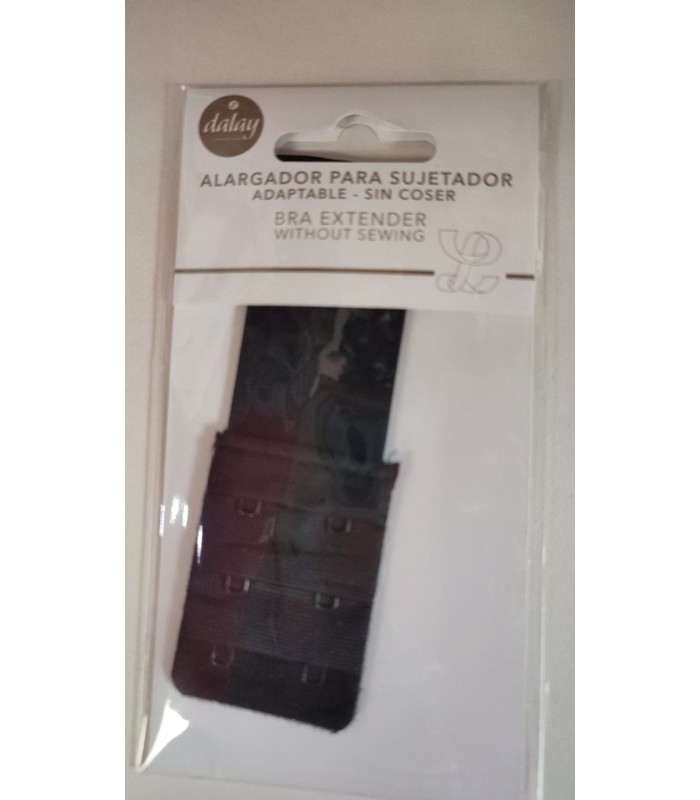 dalay
ALARGADOR PARA SUJETADOR
ADAPTABLE - SIN COSER
BRA EXTENDER
WITHOUT SEWING